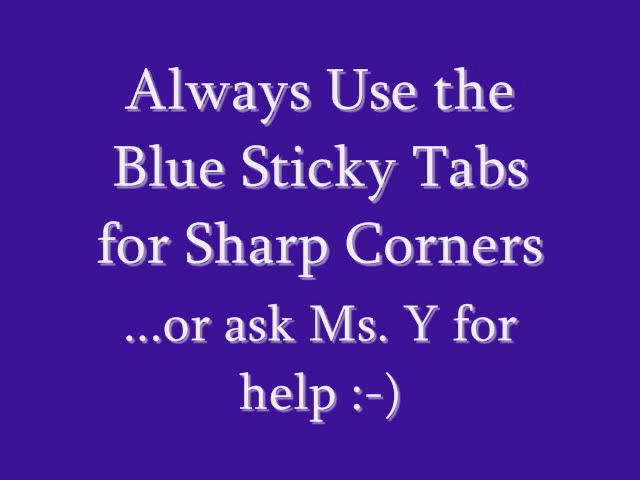 Always Use the
Blue Sticky Tabs
for Sharp Corners
...or ask Ms. Y for
help :-)